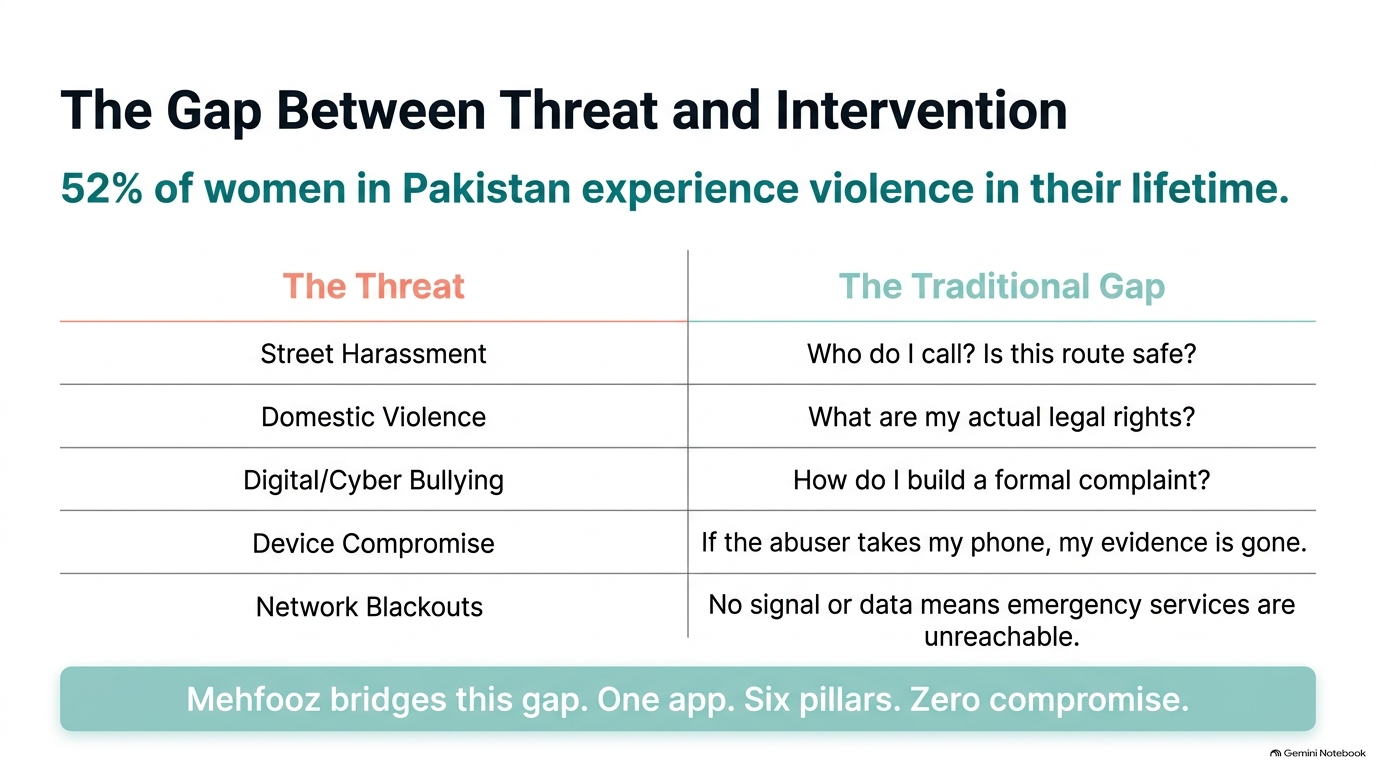 The Gap Between Threat and Intervention
52% of women in Pakistan experience violence in their lifetime.
The Threat
The Traditional Gap
Street Harassment
Who do I call? Is this route safe?
Domestic Violence
What are my actual legal rights?
Digital/Cyber Bullying
How do I build a formal complaint?
Device Compromise
If the abuser takes my phone, my evidence is gone.
Network Blackouts
No signal or data means emergency services are
unreachable.
Mehfooz bridges this gap. One app. Six pillars. Zero compromise.
Gemini Notebook